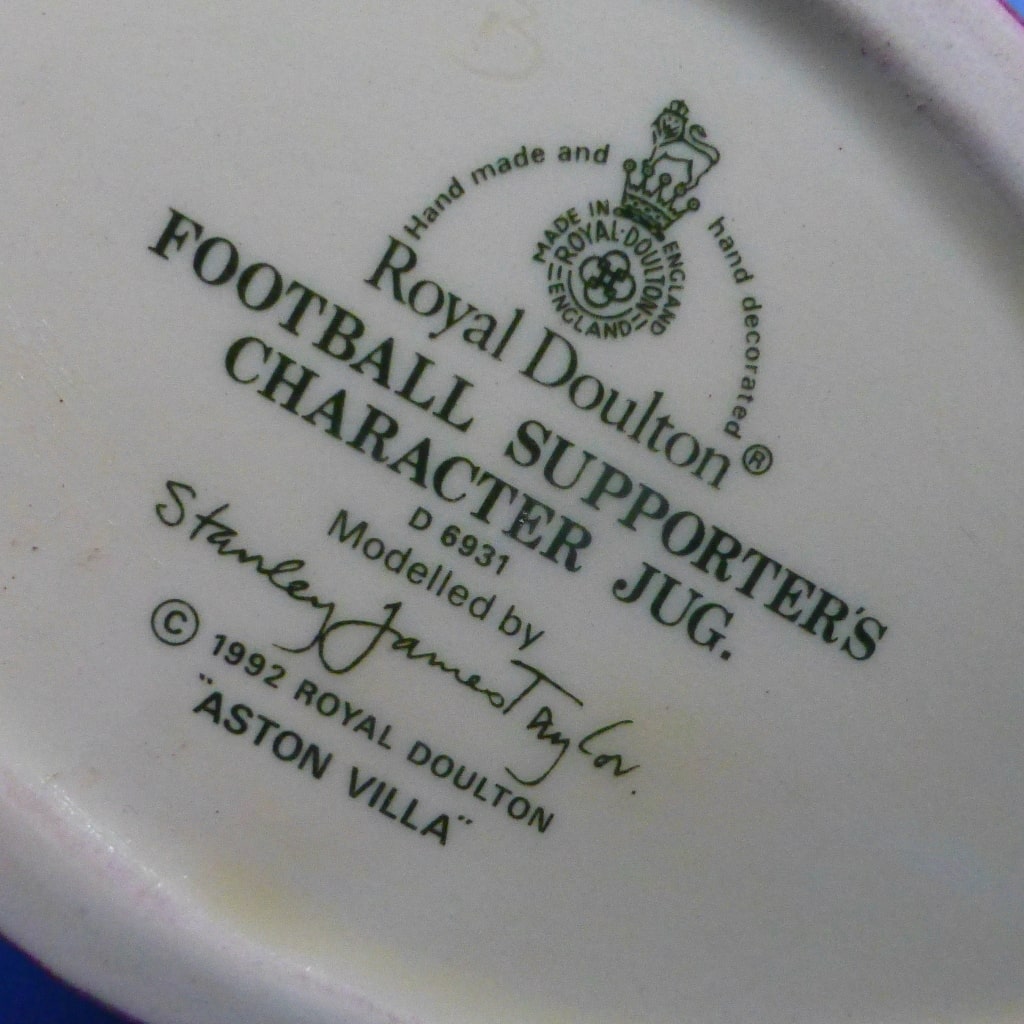 Hand made and hand decorated
MADE IN ENGLAND
ROYAL·DOULTON
ENGLAND
Royal Doulton®
FOOTBALL SUPPORTER'S
CHARACTER JUG.
D 6931
Modelled by
Stanley James Taylor.
© 1992 ROYAL DOULTON
"ASTON VILLA"